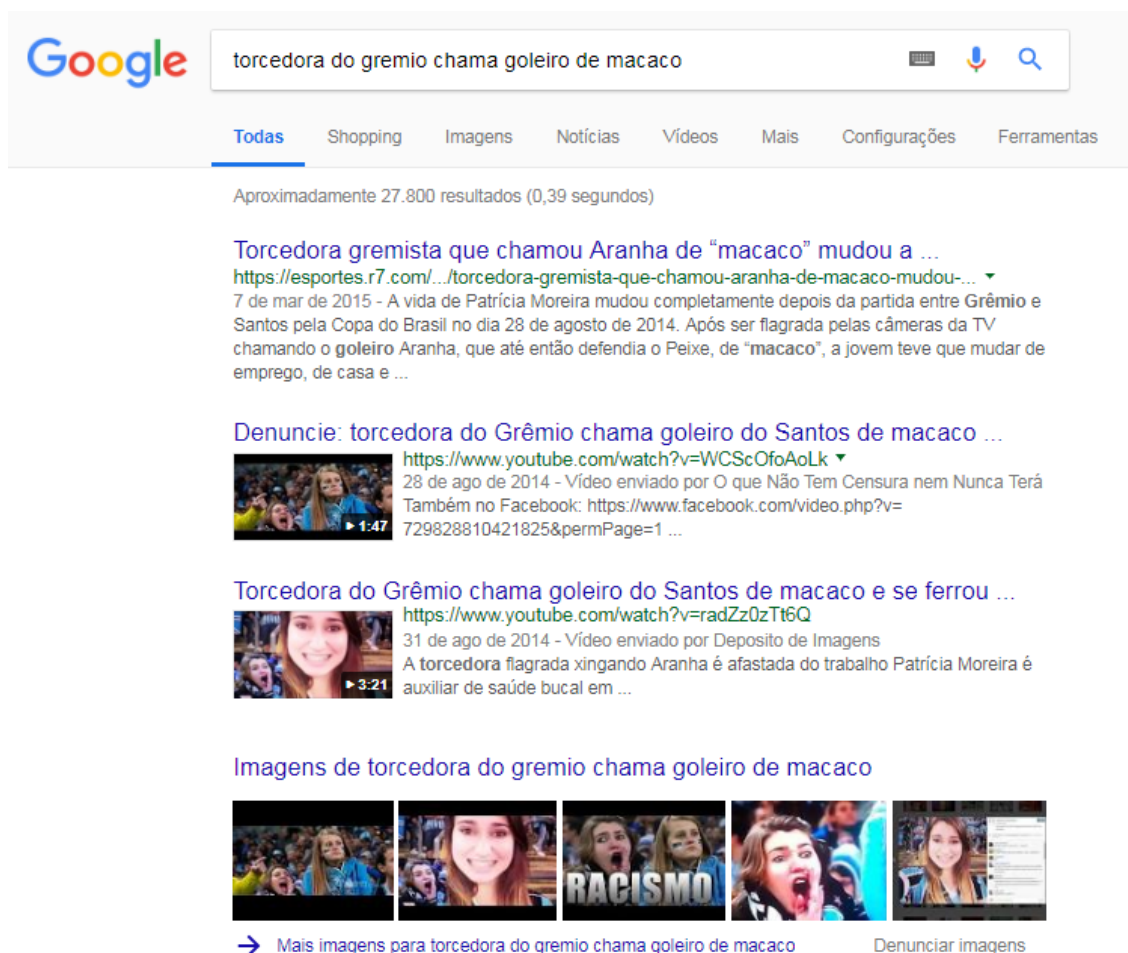 Google
torcedora do gremio chama goleiro de macaco
Todas Shopping Imagens Notícias Vídeos Mais Configurações Ferramentas
Aproximadamente 27.800 resultados (0,39 segundos)
Torcedora gremista que chamou Aranha de “macaco” mudou a ...
https://esportes.r7.com/.../torcedora-gremista-que-chamou-aranha-de-macaco-mudou-...
7 de mar de 2015 - A vida de Patrícia Moreira mudou completamente depois da partida entre Grêmio e
Santos pela Copa do Brasil no dia 28 de agosto de 2014. Após ser flagrada pelas câmeras da TV
chamando o goleiro Aranha, que até então defendia o Peixe, de “macaco”, a jovem teve que mudar de
emprego, de casa e ...
Denuncie: torcedora do Grêmio chama goleiro do Santos de macaco ...
https://www.youtube.com/watch?v=WCScOfoAoLk
28 de ago de 2014 - Vídeo enviado por O que Não Tem Censura nem Nunca Terá
Também no Facebook: https://www.facebook.com/video.php?v=
1:47
729828810421825&permPage=1 ...
Torcedora do Grêmio chama goleiro do Santos de macaco e se ferrou ...
https://www.youtube.com/watch?v=radZz0zTt6Q
31 de ago de 2014 - Vídeo enviado por Deposito de Imagens
A torcedora flagrada xingando Aranha é afastada do trabalho Patrícia Moreira é
3:21
auxiliar de saúde bucal em ...
Imagens de torcedora do gremio chama goleiro de macaco
RACISMO
Mais imagens para torcedora do gremio chama goleiro de macaco
Denunciar imagens